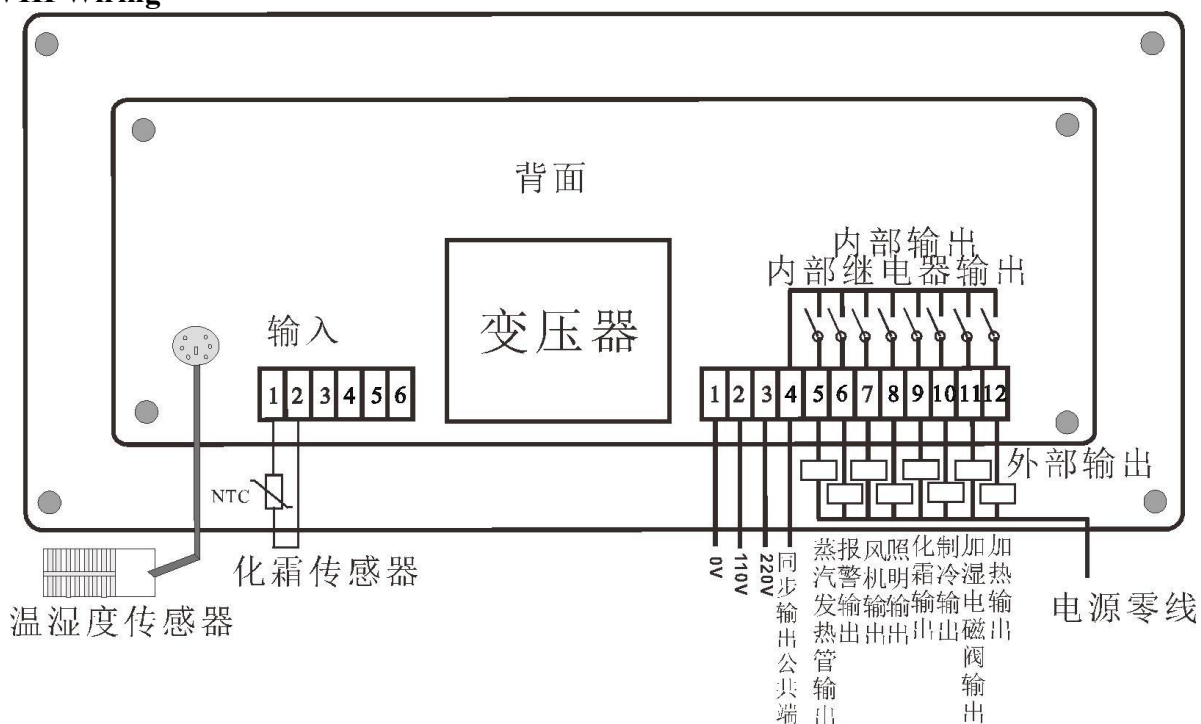 Wiring
背面
内部输出
内部继电器输出
变压器
输入
1 2 3 4 5 6
1 2 3 4 5 6 7 8 9 10 11 12
外部输出
NTC
化霜传感器
温湿度传感器
0V
110V
220V
同步输出公共端
蒸汽发热管输出
报警输出
风机输出
照明输出
化霜输出
制冷输出
加湿电磁阀输出
加热输出
电源零线